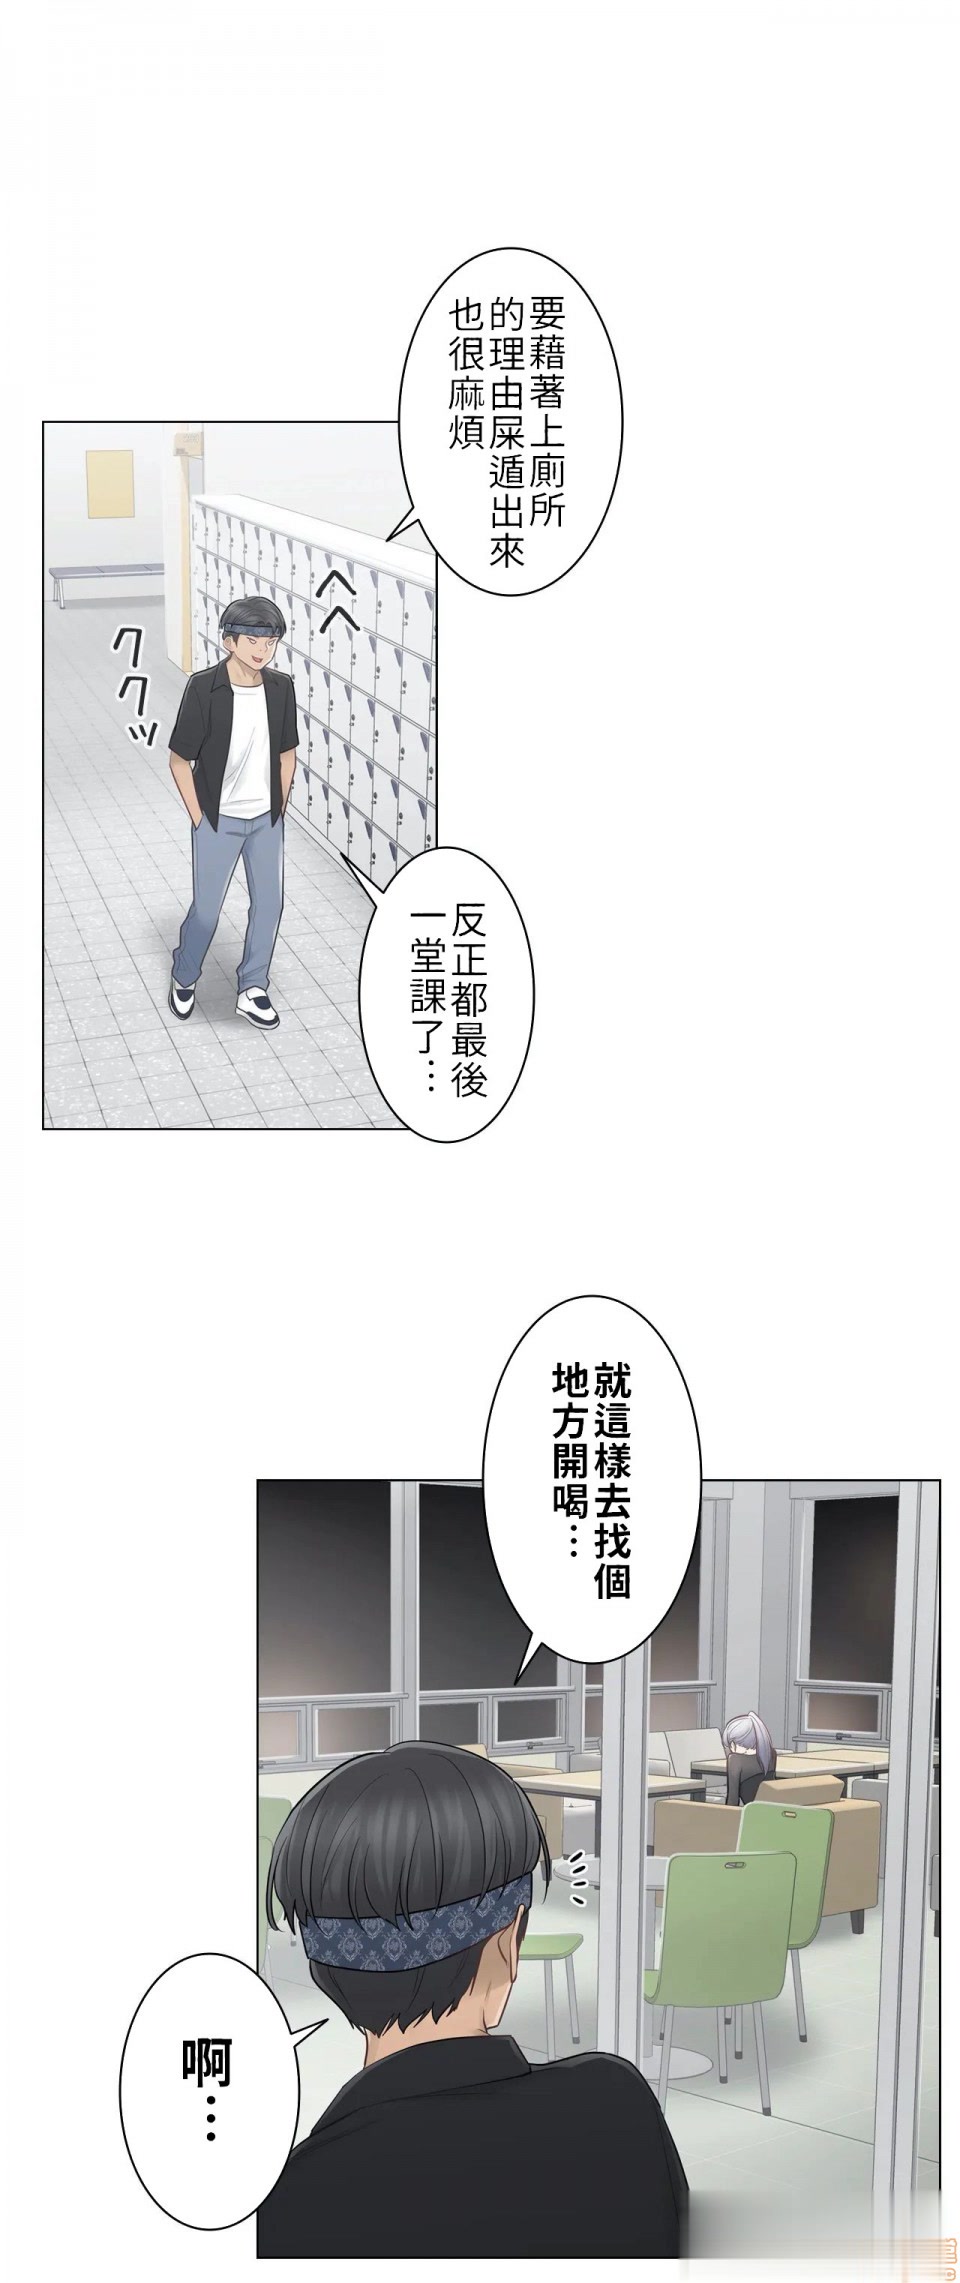 要藉著上廁所
的理由屎遁出來
也很麻煩
ククッ
反正都最後
一堂課了…
就這樣去找個
地方開喝…
啊…